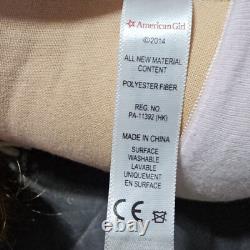 American Girl
©2014
ALL NEW MATERIAL
CONTENT
POLYESTER FIBER
REG. NO.
PA-11392 (HK)
MADE IN CHINA
SURFACE
WASHABLE
LAVABLE
UNIQUEMENT
EN SURFACE
CE